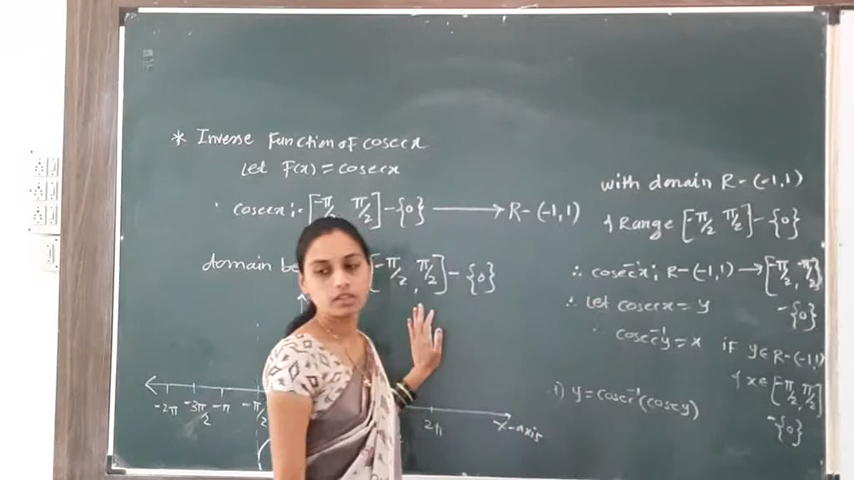 * Inverse Function of cosecx
Let F(x) = cosecx
cosecx :- [-π/2, π/2] - {0} → R - (-1,1)
domain be [-π/2, π/2] - {0}
-2π -3π/2 -π -π/2 2π X-axis
with domain R - (-1,1)
& Range [-π/2, π/2] - {0}
∴ cosec⁻¹x : R - (-1,1) → [-π/2, π/2]
- {0}
∴ Let cosecx = y
cosec⁻¹y = x if y ∈ R - (-1,1)
& x ∈ [-π/2, π/2]
- {0}
i) y = cosec⁻¹(cosecy)